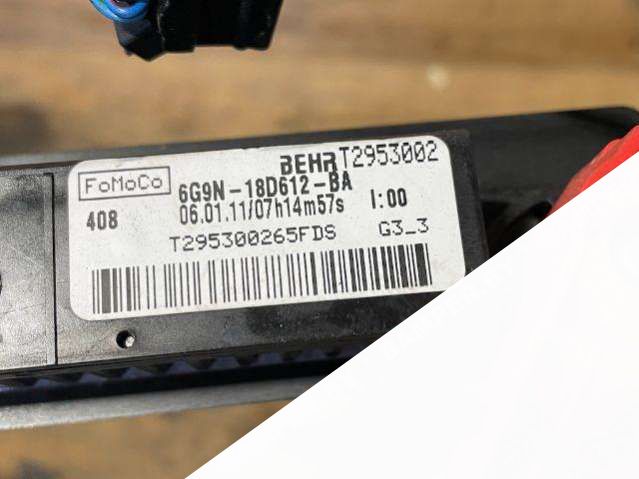 BEHR T2953002
FoMoCo 6G9N-18D612-BA
408 06.01.11/07h14m57s I:00
T295300265FDS G3_3